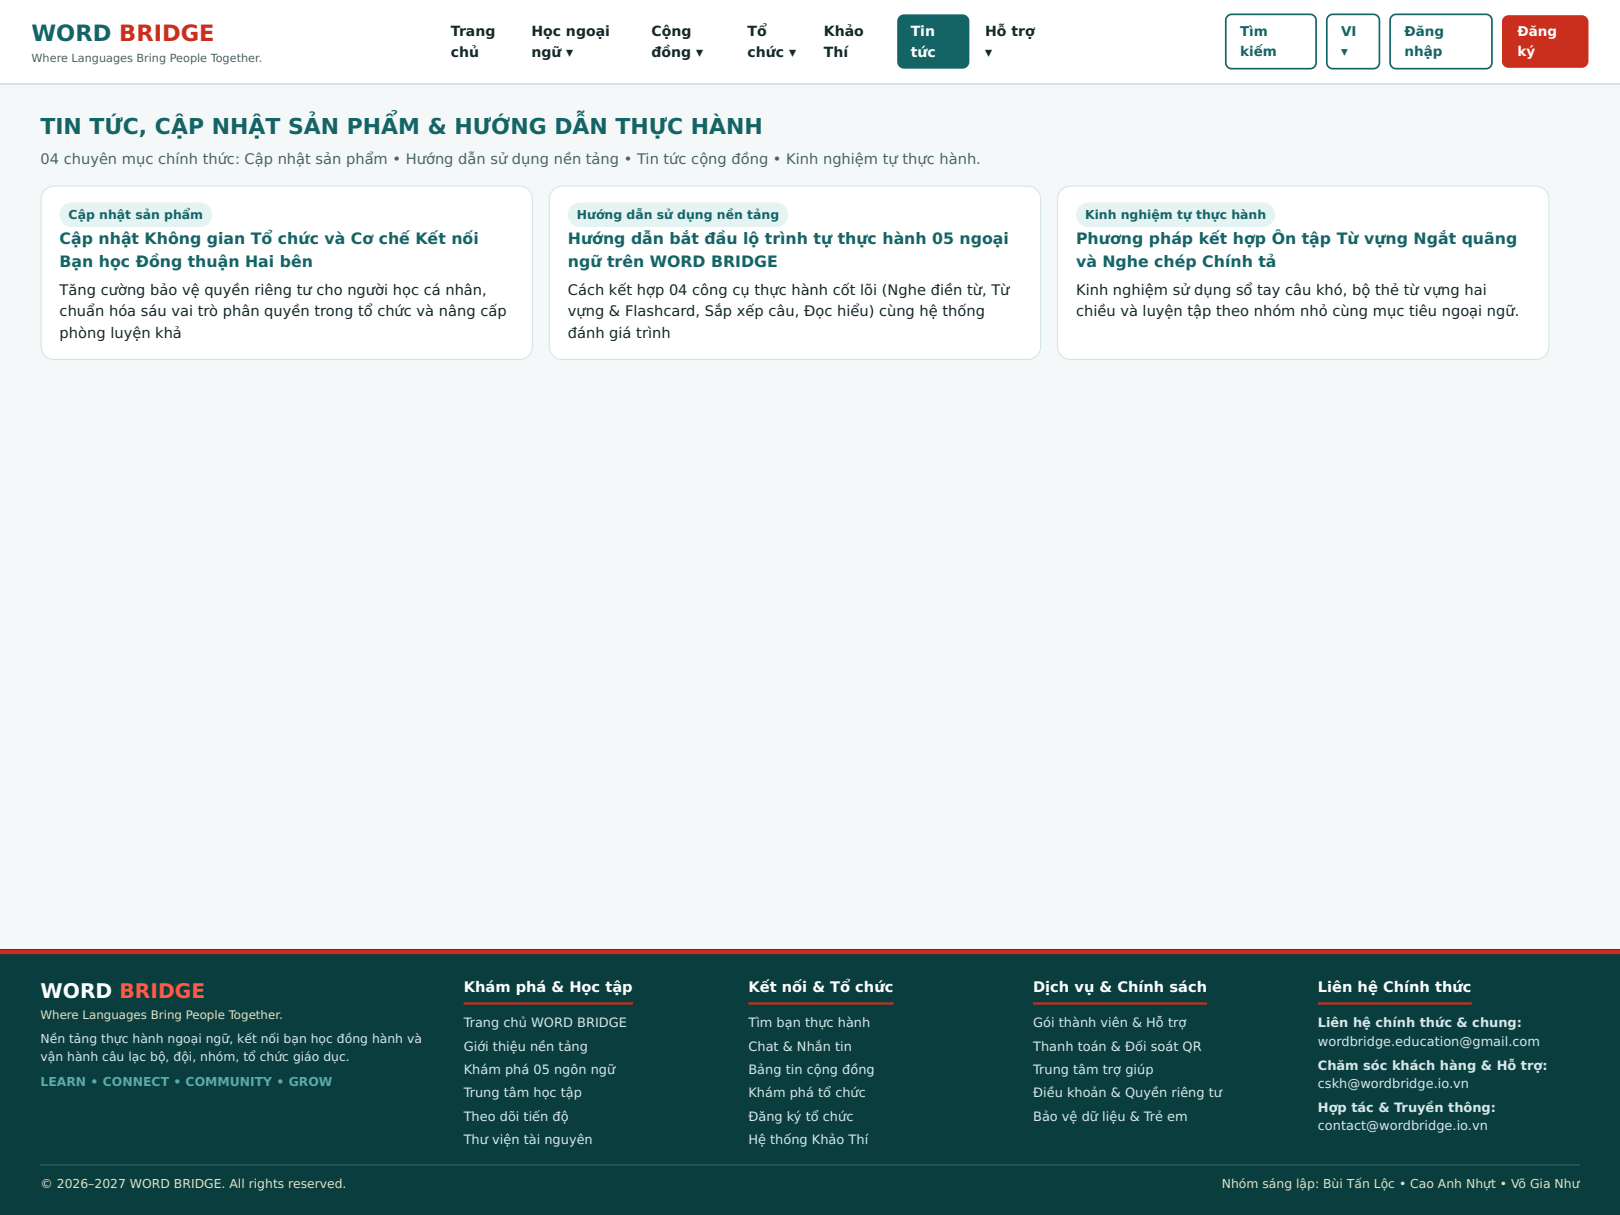 WORD BRIDGE
Where Languages Bring People Together.
Trang
chủ
Học ngoại
ngữ ▾
Cộng
đồng ▾
Tổ
chức ▾
Khảo
Thí
Tin
tức
Hỗ trợ
▾
Tìm
kiếm
VI
▾
Đăng
nhập
Đăng
ký
TIN TỨC, CẬP NHẬT SẢN PHẨM & HƯỚNG DẪN THỰC HÀNH
04 chuyên mục chính thức: Cập nhật sản phẩm • Hướng dẫn sử dụng nền tảng • Tin tức cộng đồng • Kinh nghiệm tự thực hành.
Cập nhật sản phẩm
Cập nhật Không gian Tổ chức và Cơ chế Kết nối
Bạn học Đồng thuận Hai bên
Tăng cường bảo vệ quyền riêng tư cho người học cá nhân,
chuẩn hóa sáu vai trò phân quyền trong tổ chức và nâng cấp
phòng luyện khả
Hướng dẫn sử dụng nền tảng
Hướng dẫn bắt đầu lộ trình tự thực hành 05 ngoại
ngữ trên WORD BRIDGE
Cách kết hợp 04 công cụ thực hành cốt lõi (Nghe điền từ, Từ
vựng & Flashcard, Sắp xếp câu, Đọc hiểu) cùng hệ thống
đánh giá trình
Kinh nghiệm tự thực hành
Phương pháp kết hợp Ôn tập Từ vựng Ngắt quãng
và Nghe chép Chính tả
Kinh nghiệm sử dụng sổ tay câu khó, bộ thẻ từ vựng hai
chiều và luyện tập theo nhóm nhỏ cùng mục tiêu ngoại ngữ.
WORD BRIDGE
Where Languages Bring People Together.
Nền tảng thực hành ngoại ngữ, kết nối bạn học đồng hành và
vận hành câu lạc bộ, đội, nhóm, tổ chức giáo dục.
LEARN • CONNECT • COMMUNITY • GROW
Khám phá & Học tập
Trang chủ WORD BRIDGE
Giới thiệu nền tảng
Khám phá 05 ngôn ngữ
Trung tâm học tập
Theo dõi tiến độ
Thư viện tài nguyên
Kết nối & Tổ chức
Tìm bạn thực hành
Chat & Nhắn tin
Bảng tin cộng đồng
Khám phá tổ chức
Đăng ký tổ chức
Hệ thống Khảo Thí
Dịch vụ & Chính sách
Gói thành viên & Hỗ trợ
Thanh toán & Đối soát QR
Trung tâm trợ giúp
Điều khoản & Quyền riêng tư
Bảo vệ dữ liệu & Trẻ em
Liên hệ Chính thức
Liên hệ chính thức & chung:
wordbridge.education@gmail.com
Chăm sóc khách hàng & Hỗ trợ:
cskh@wordbridge.io.vn
Hợp tác & Truyền thông:
contact@wordbridge.io.vn
© 2026–2027 WORD BRIDGE. All rights reserved.
Nhóm sáng lập: Bùi Tấn Lộc • Cao Anh Nhựt • Võ Gia Như